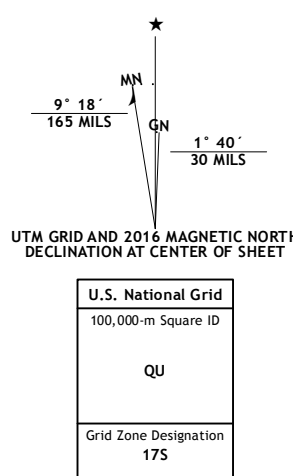 ★
MN
GN
9° 18´
165 MILS
1° 40´
30 MILS
UTM GRID AND 2016 MAGNETIC NORTH
DECLINATION AT CENTER OF SHEET
U.S. National Grid
100,000-m Square ID
QU
Grid Zone Designation
17S